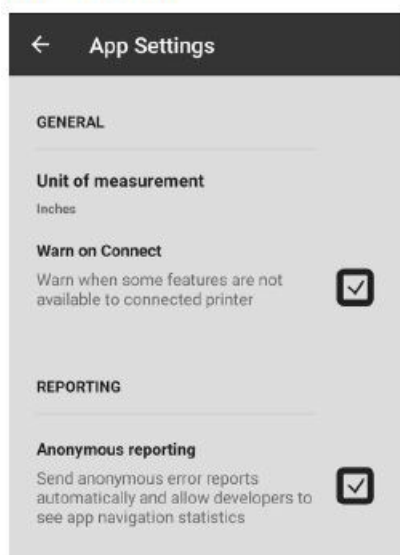 App Settings
GENERAL
Unit of measurement
Inches
Warn on Connect
Warn when some features are not
available to connected printer
REPORTING
Anonymous reporting
Send anonymous error reports
automatically and allow developers to
see app navigation statistics